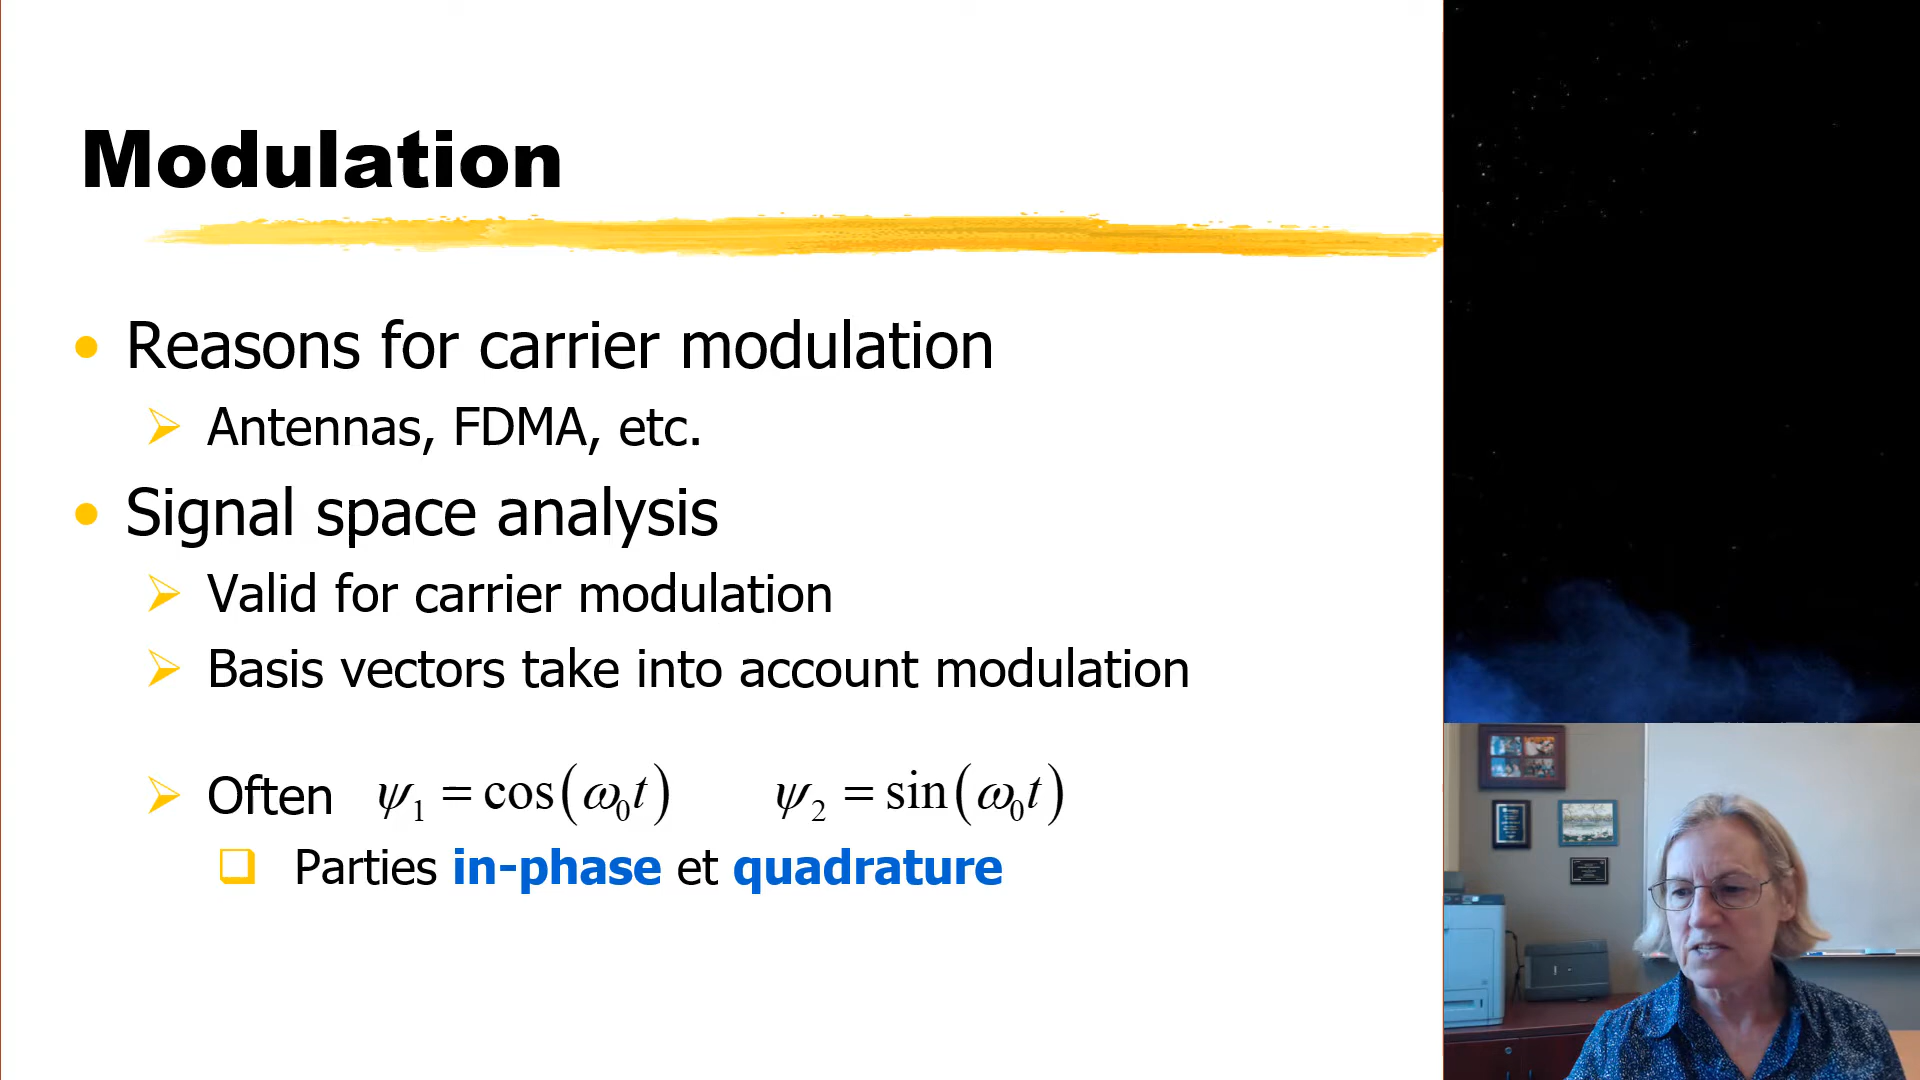 Modulation
Reasons for carrier modulation
Antennas, FDMA, etc.
Signal space analysis
Valid for carrier modulation
Basis vectors take into account modulation
Often ψ₁ = cos(ω₀t) ψ₂ = sin(ω₀t)
Parties in-phase et quadrature